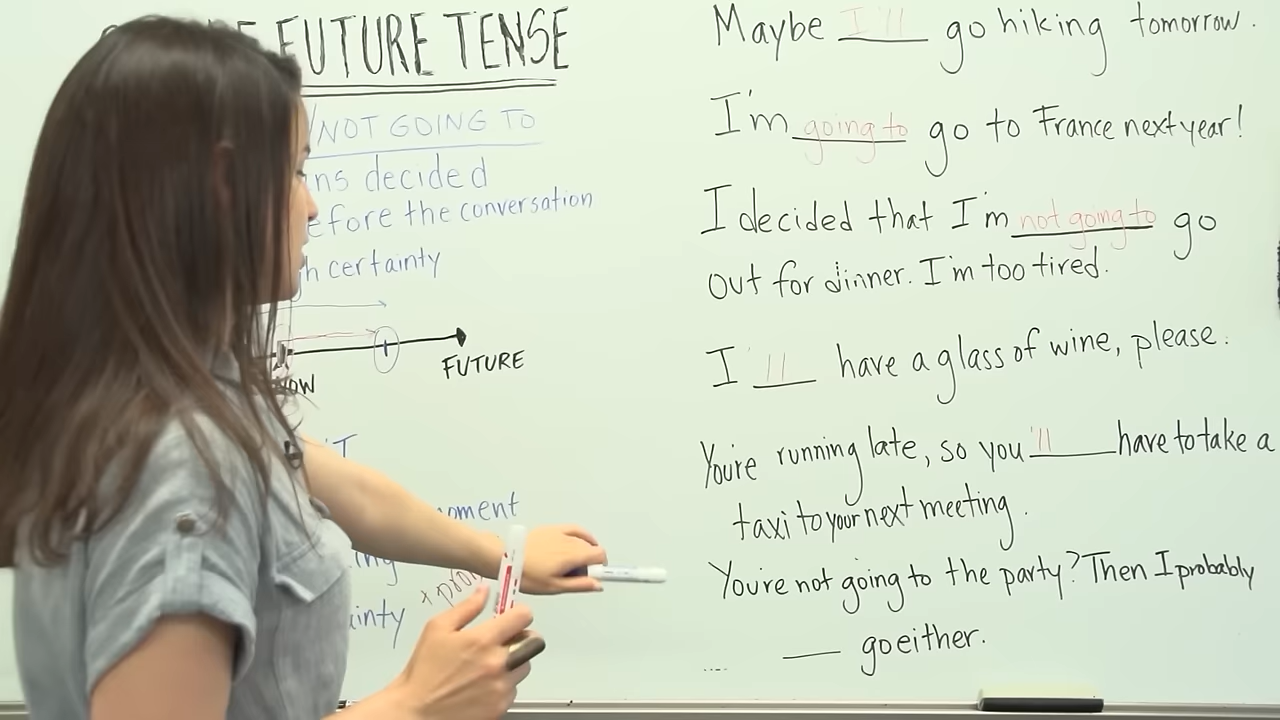 FUTURE TENSE
/NOT GOING TO
decided
before the conversation
certainty
NOW FUTURE
moment
Maybe I'll go hiking tomorrow.
I'm going to go to France next year!
I decided that I'm not going to go
out for dinner. I'm too tired.
I 'll have a glass of wine, please.
You're running late, so you 'll have to take a
taxi to your next meeting.
You're not going to the party? Then I probably
___ go either.